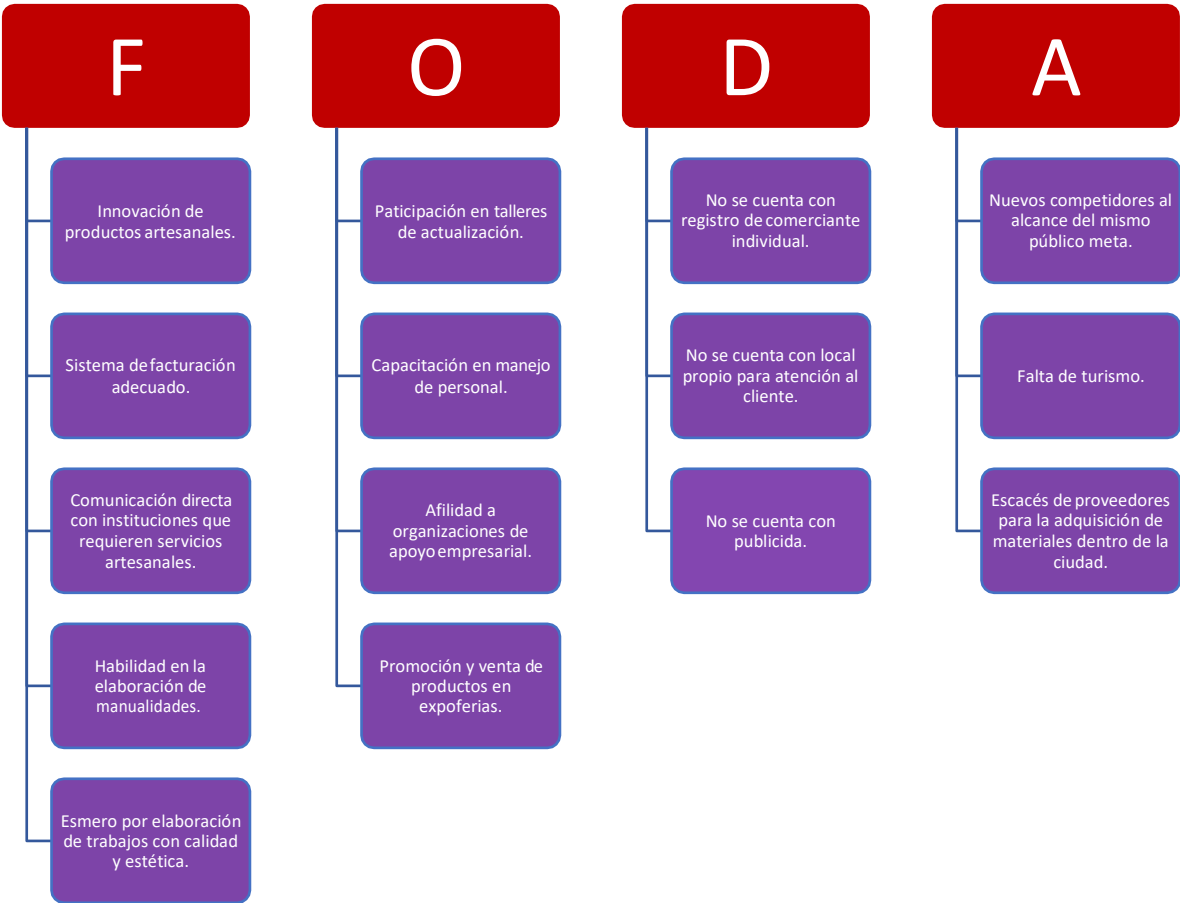 F
Innovación de
productos artesanales.
Sistema de facturación
adecuado.
Comunicación directa
con instituciones que
requieren servicios
artesanales.
Habilidad en la
elaboración de
manualidades.
Esmero por elaboración
de trabajos con calidad
y estética.
O
Paticipación en talleres
de actualización.
Capacitación en manejo
de personal.
Afilidad a
organizaciones de
apoyo empresarial.
Promoción y venta de
productos en
expoferias.
D
No se cuenta con
registro de comerciante
individual.
No se cuenta con local
propio para atención al
cliente.
No se cuenta con
publicida.
A
Nuevos competidores al
alcance del mismo
público meta.
Falta de turismo.
Escacés de proveedores
para la adquisición de
materiales dentro de la
ciudad.